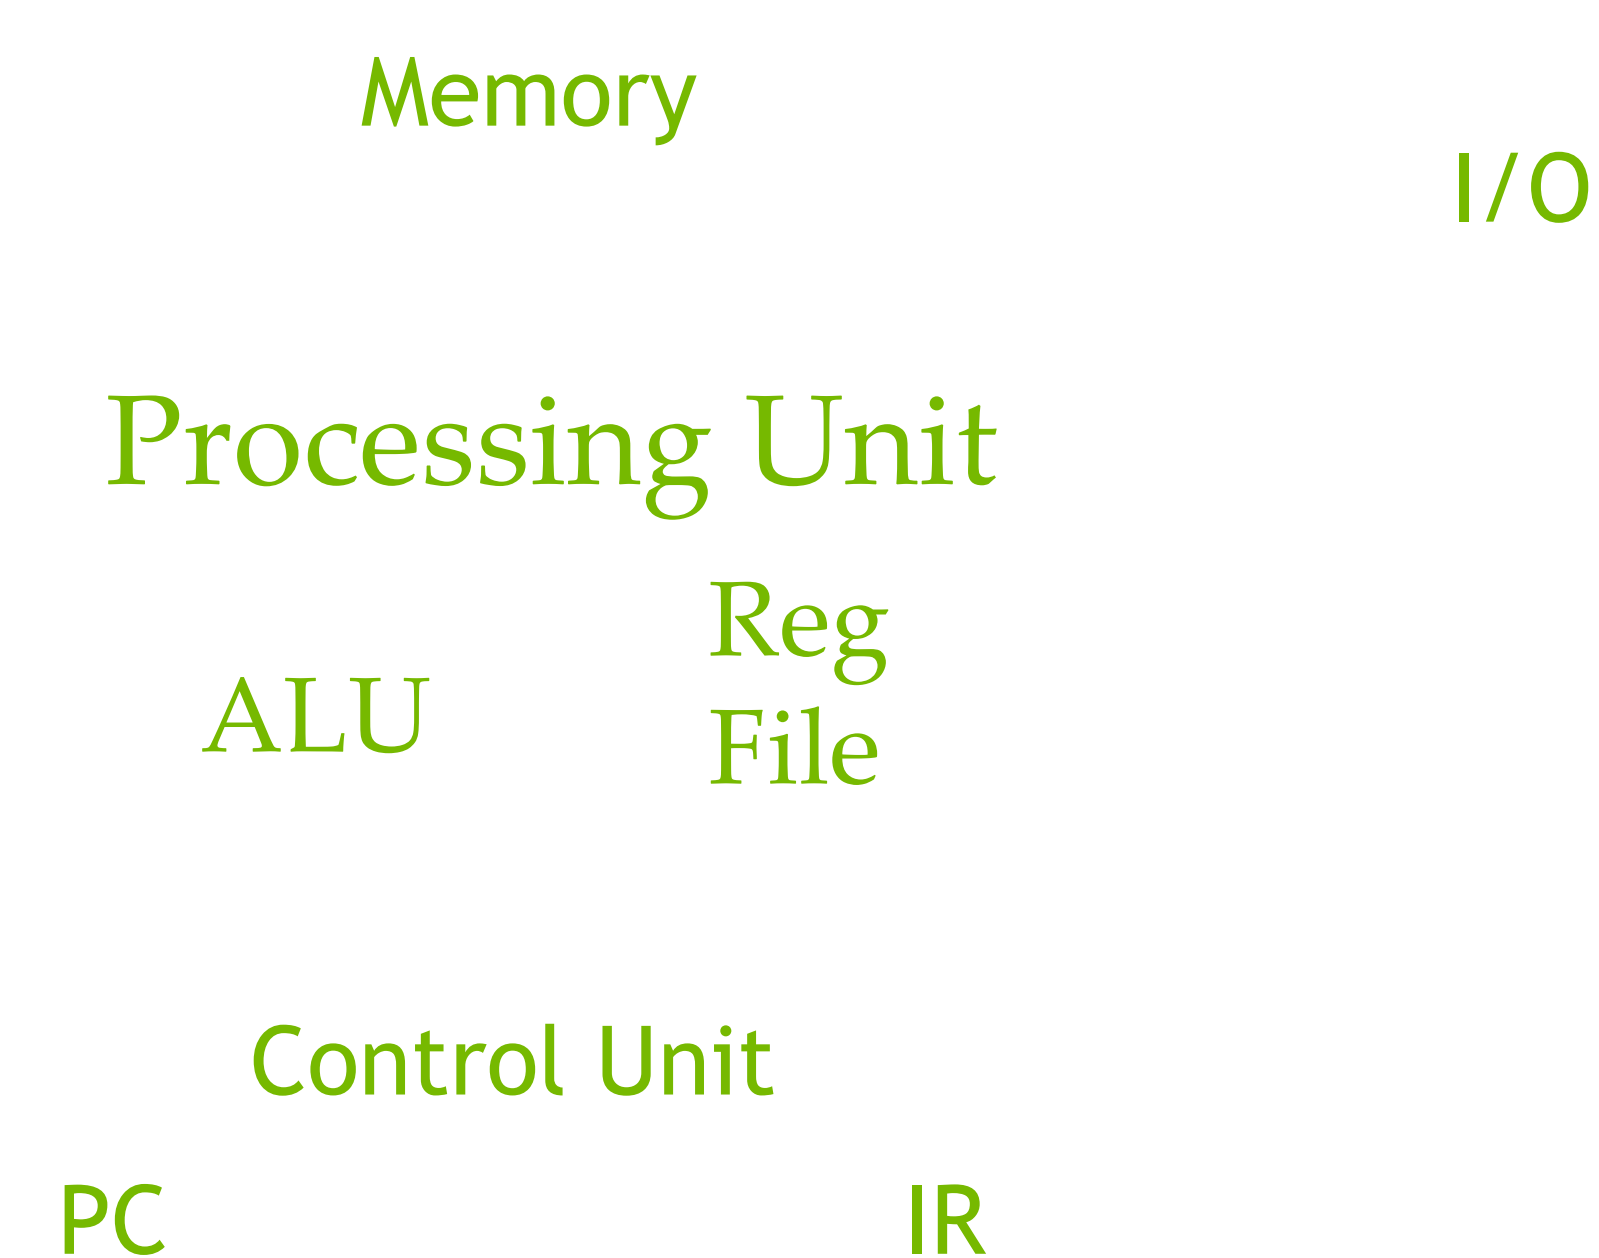 Memory
I/O
Processing Unit
Reg
File
ALU
Control Unit
PC
IR